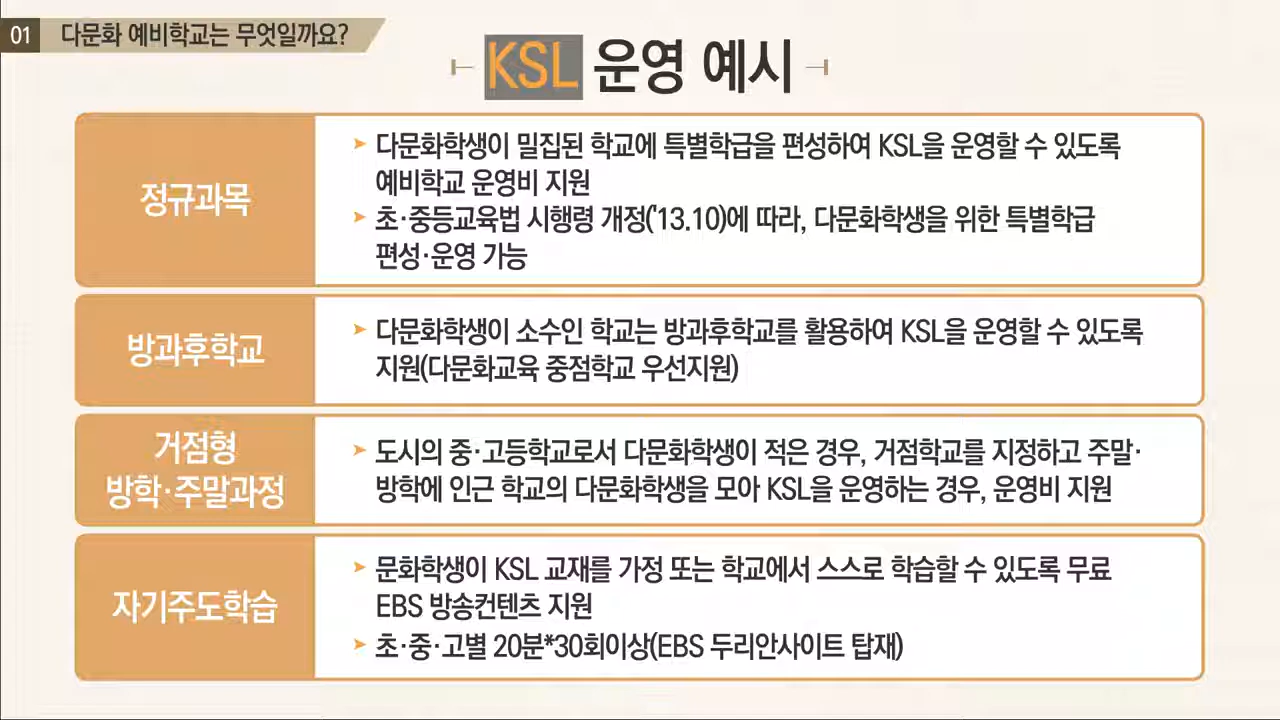 01 다문화 예비학교는 무엇일까요?
KSL 운영 예시
정규과목
➤ 다문화학생이 밀집된 학교에 특별학급을 편성하여 KSL을 운영할 수 있도록
예비학교 운영비 지원
➤ 초·중등교육법 시행령 개정('13.10)에 따라, 다문화학생을 위한 특별학급
편성·운영 가능
방과후학교
➤ 다문화학생이 소수인 학교는 방과후학교를 활용하여 KSL을 운영할 수 있도록
지원(다문화교육 중점학교 우선지원)
거점형
방학·주말과정
➤ 도시의 중·고등학교로서 다문화학생이 적은 경우, 거점학교를 지정하고 주말·
방학에 인근 학교의 다문화학생을 모아 KSL을 운영하는 경우, 운영비 지원
자기주도학습
➤ 문화학생이 KSL 교재를 가정 또는 학교에서 스스로 학습할 수 있도록 무료
EBS 방송컨텐츠 지원
➤ 초·중·고별 20분*30회이상(EBS 두리안사이트 탑재)